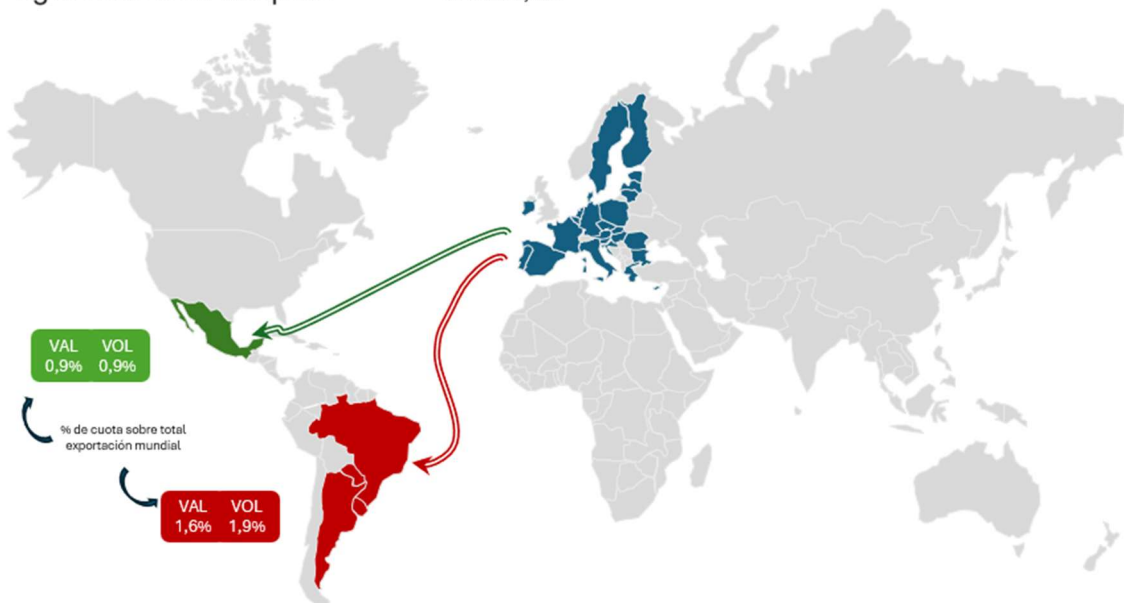 VAL VOL
0,9% 0,9%
% de cuota sobre total
exportación mundial
VAL VOL
1,6% 1,9%